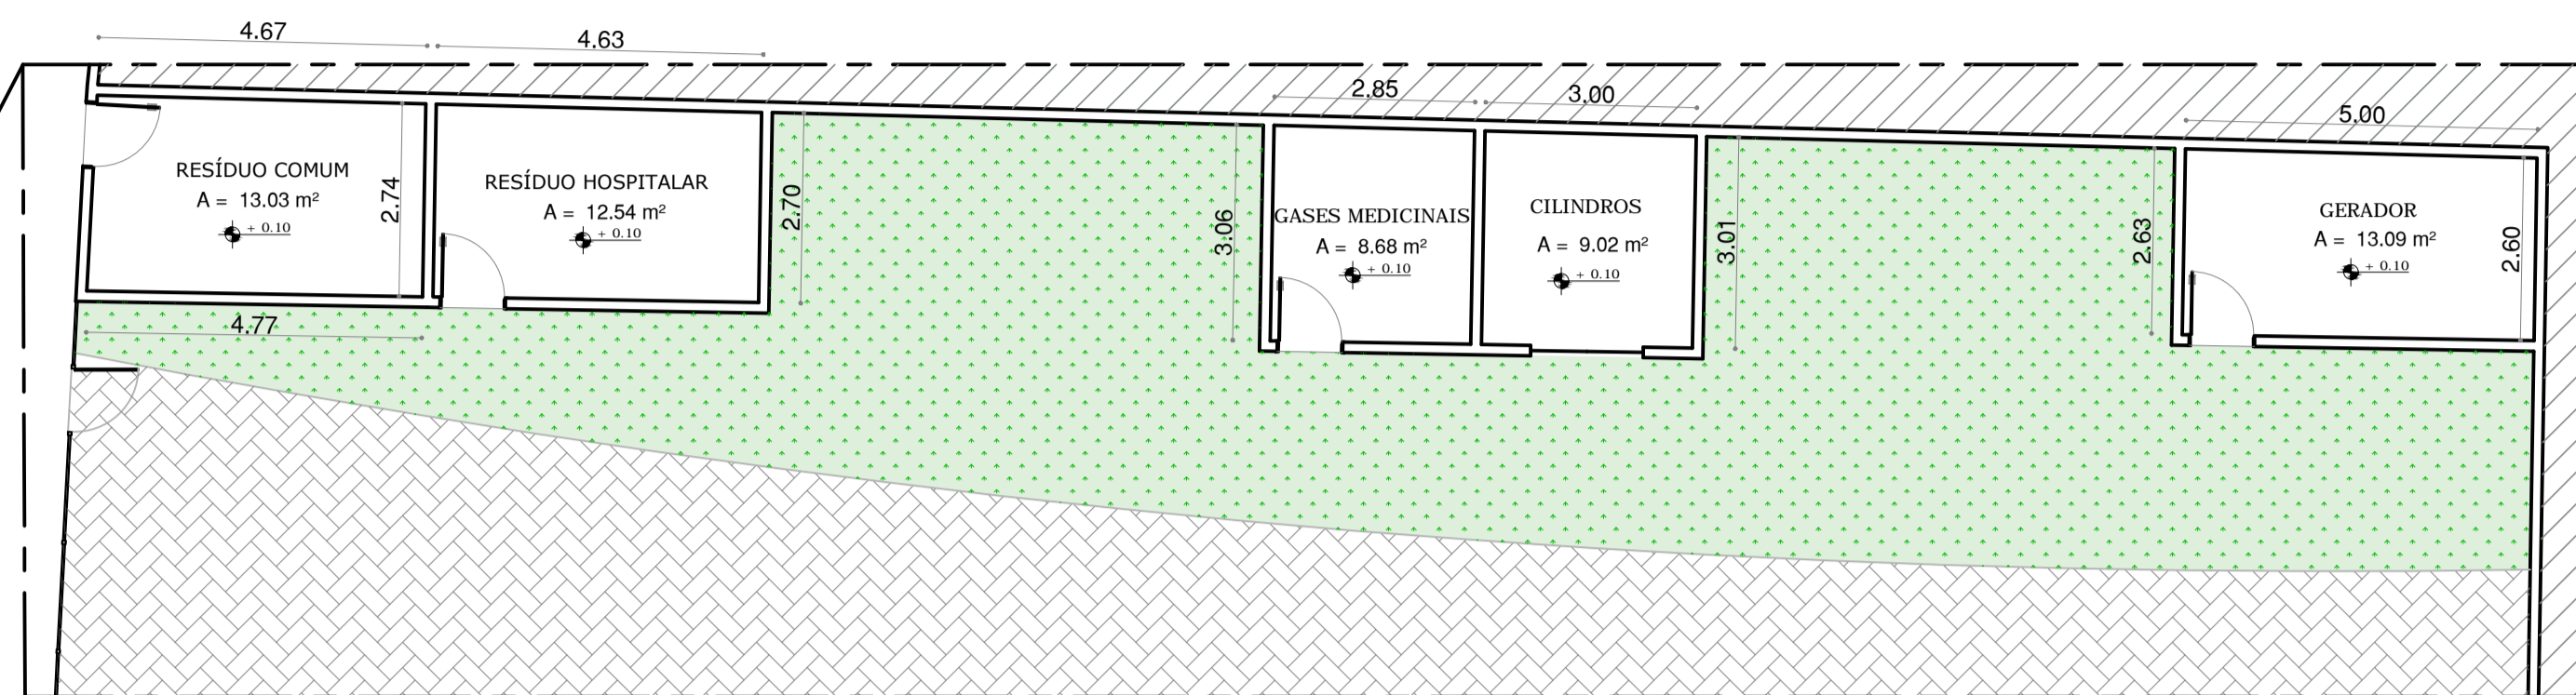 4.67
4.63
2.85
3.00
5.00
RESÍDUO COMUM
A = 13.03 m²
+ 0.10
2.74
RESÍDUO HOSPITALAR
A = 12.54 m²
+ 0.10
2.70
3.06
GASES MEDICINAIS
A = 8.68 m²
+ 0.10
CILINDROS
A = 9.02 m²
+ 0.10
3.01
2.63
GERADOR
A = 13.09 m²
+ 0.10
2.60
4.77